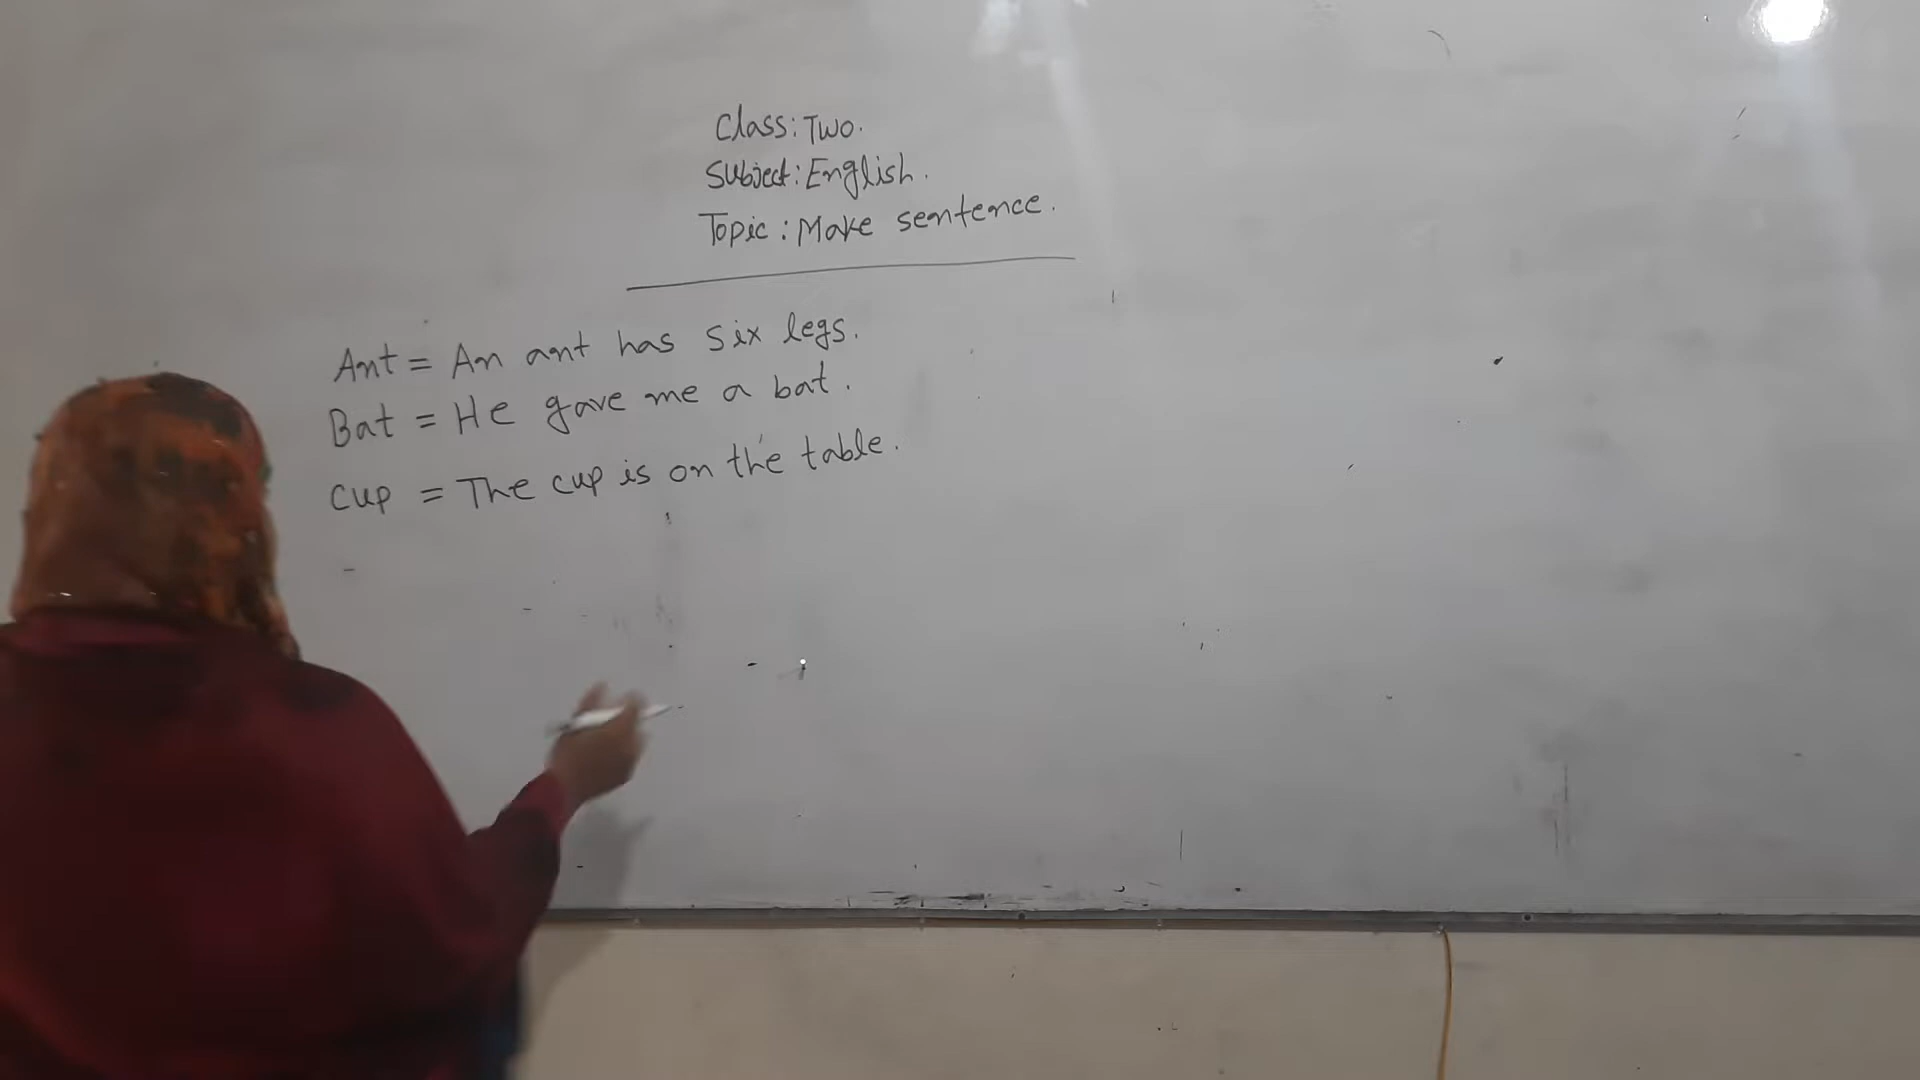 Class: Two.
Subject: English.
Topic: Make sentence.
Ant = An ant has six legs.
Bat = He gave me a bat.
Cup = The cup is on the table.